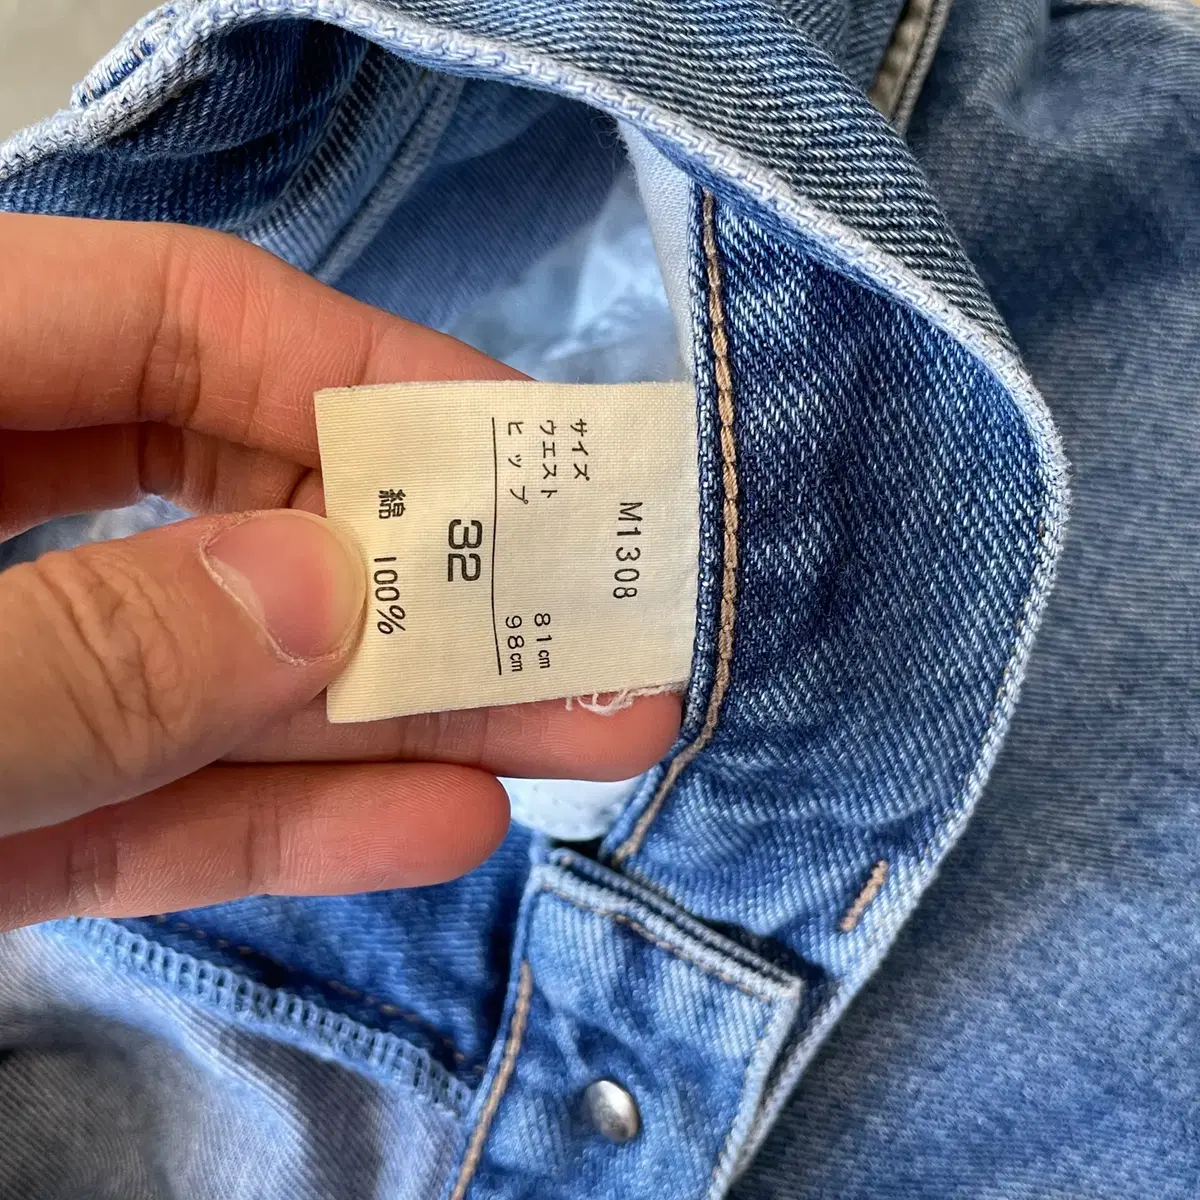 M1308
サイズ
ウエスト 81cm
ヒップ 98cm
32
綿 100%